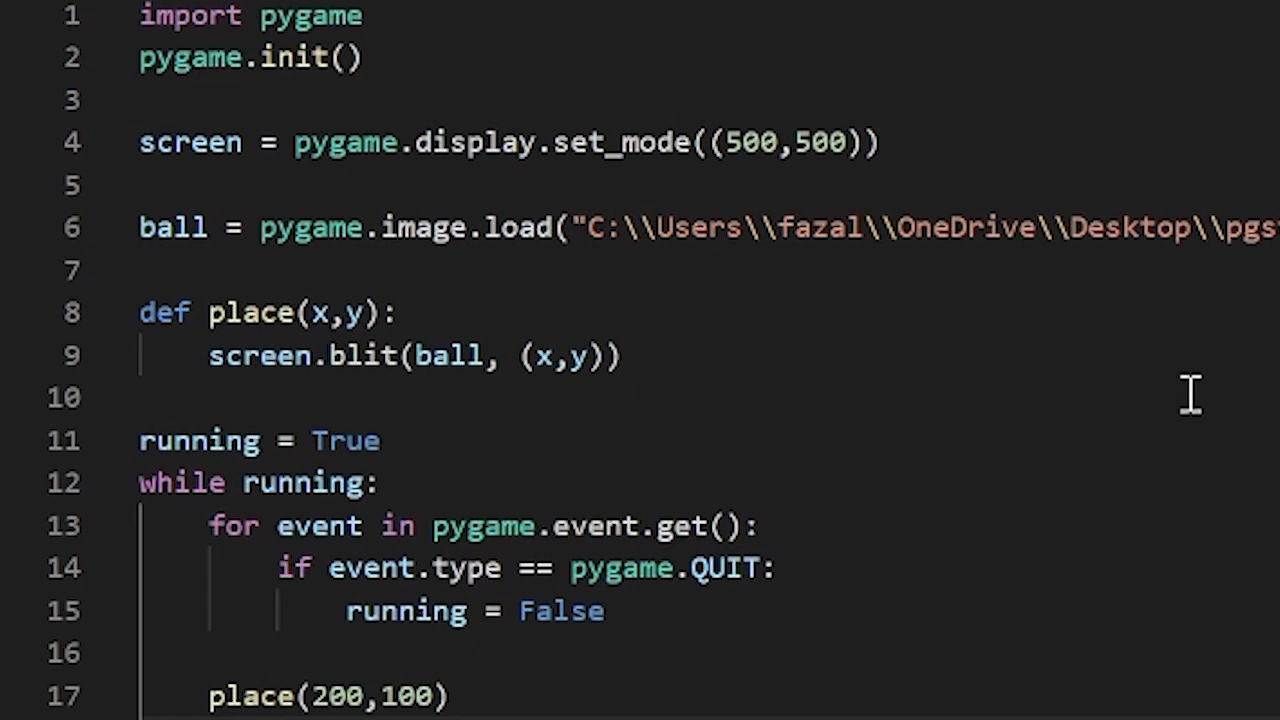 1 import pygame
2 pygame.init()
3
4 screen = pygame.display.set_mode((500,500))
5
6 ball = pygame.image.load("C:\\Users\\fazal\\OneDrive\\Desktop\\
7
8 def place(x,y):
9     screen.blit(ball, (x,y))
10
11 running = True
12 while running:
13     for event in pygame.event.get():
14         if event.type == pygame.QUIT:
15             running = False
16
17     place(200,100)